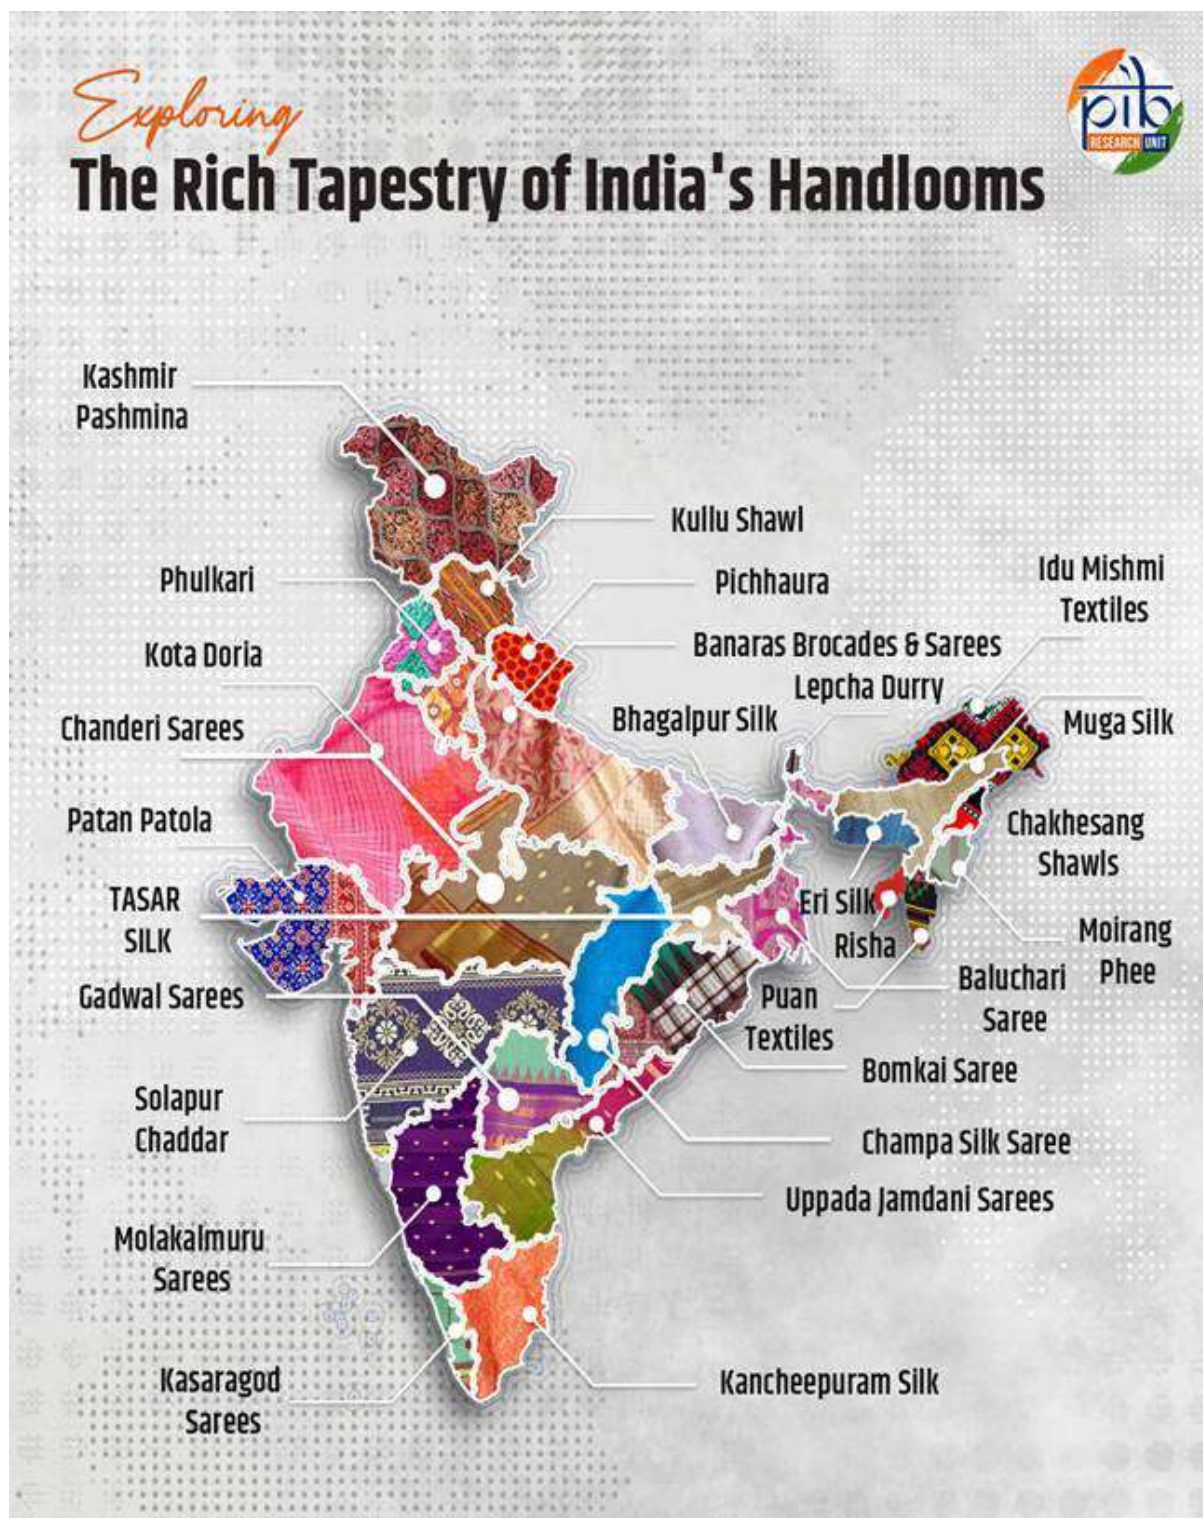 Exploring
The Rich Tapestry of India's Handlooms
pib
RESEARCH UNIT
Kashmir
Pashmina
Kullu Shawl
Phulkari
Pichhaura
Idu Mishmi
Textiles
Kota Doria
Banaras Brocades & Sarees
Lepcha Durry
Chanderi Sarees
Bhagalpur Silk
Muga Silk
Patan Patola
Chakhesang
Shawls
TASAR
SILK
Eri Silk
Risha
Moirang
Phee
Gadwal Sarees
Puan
Textiles
Baluchari
Saree
Bomkai Saree
Solapur
Chaddar
Champa Silk Saree
Uppada Jamdani Sarees
Molakalmuru
Sarees
Kasaragod
Sarees
Kancheepuram Silk